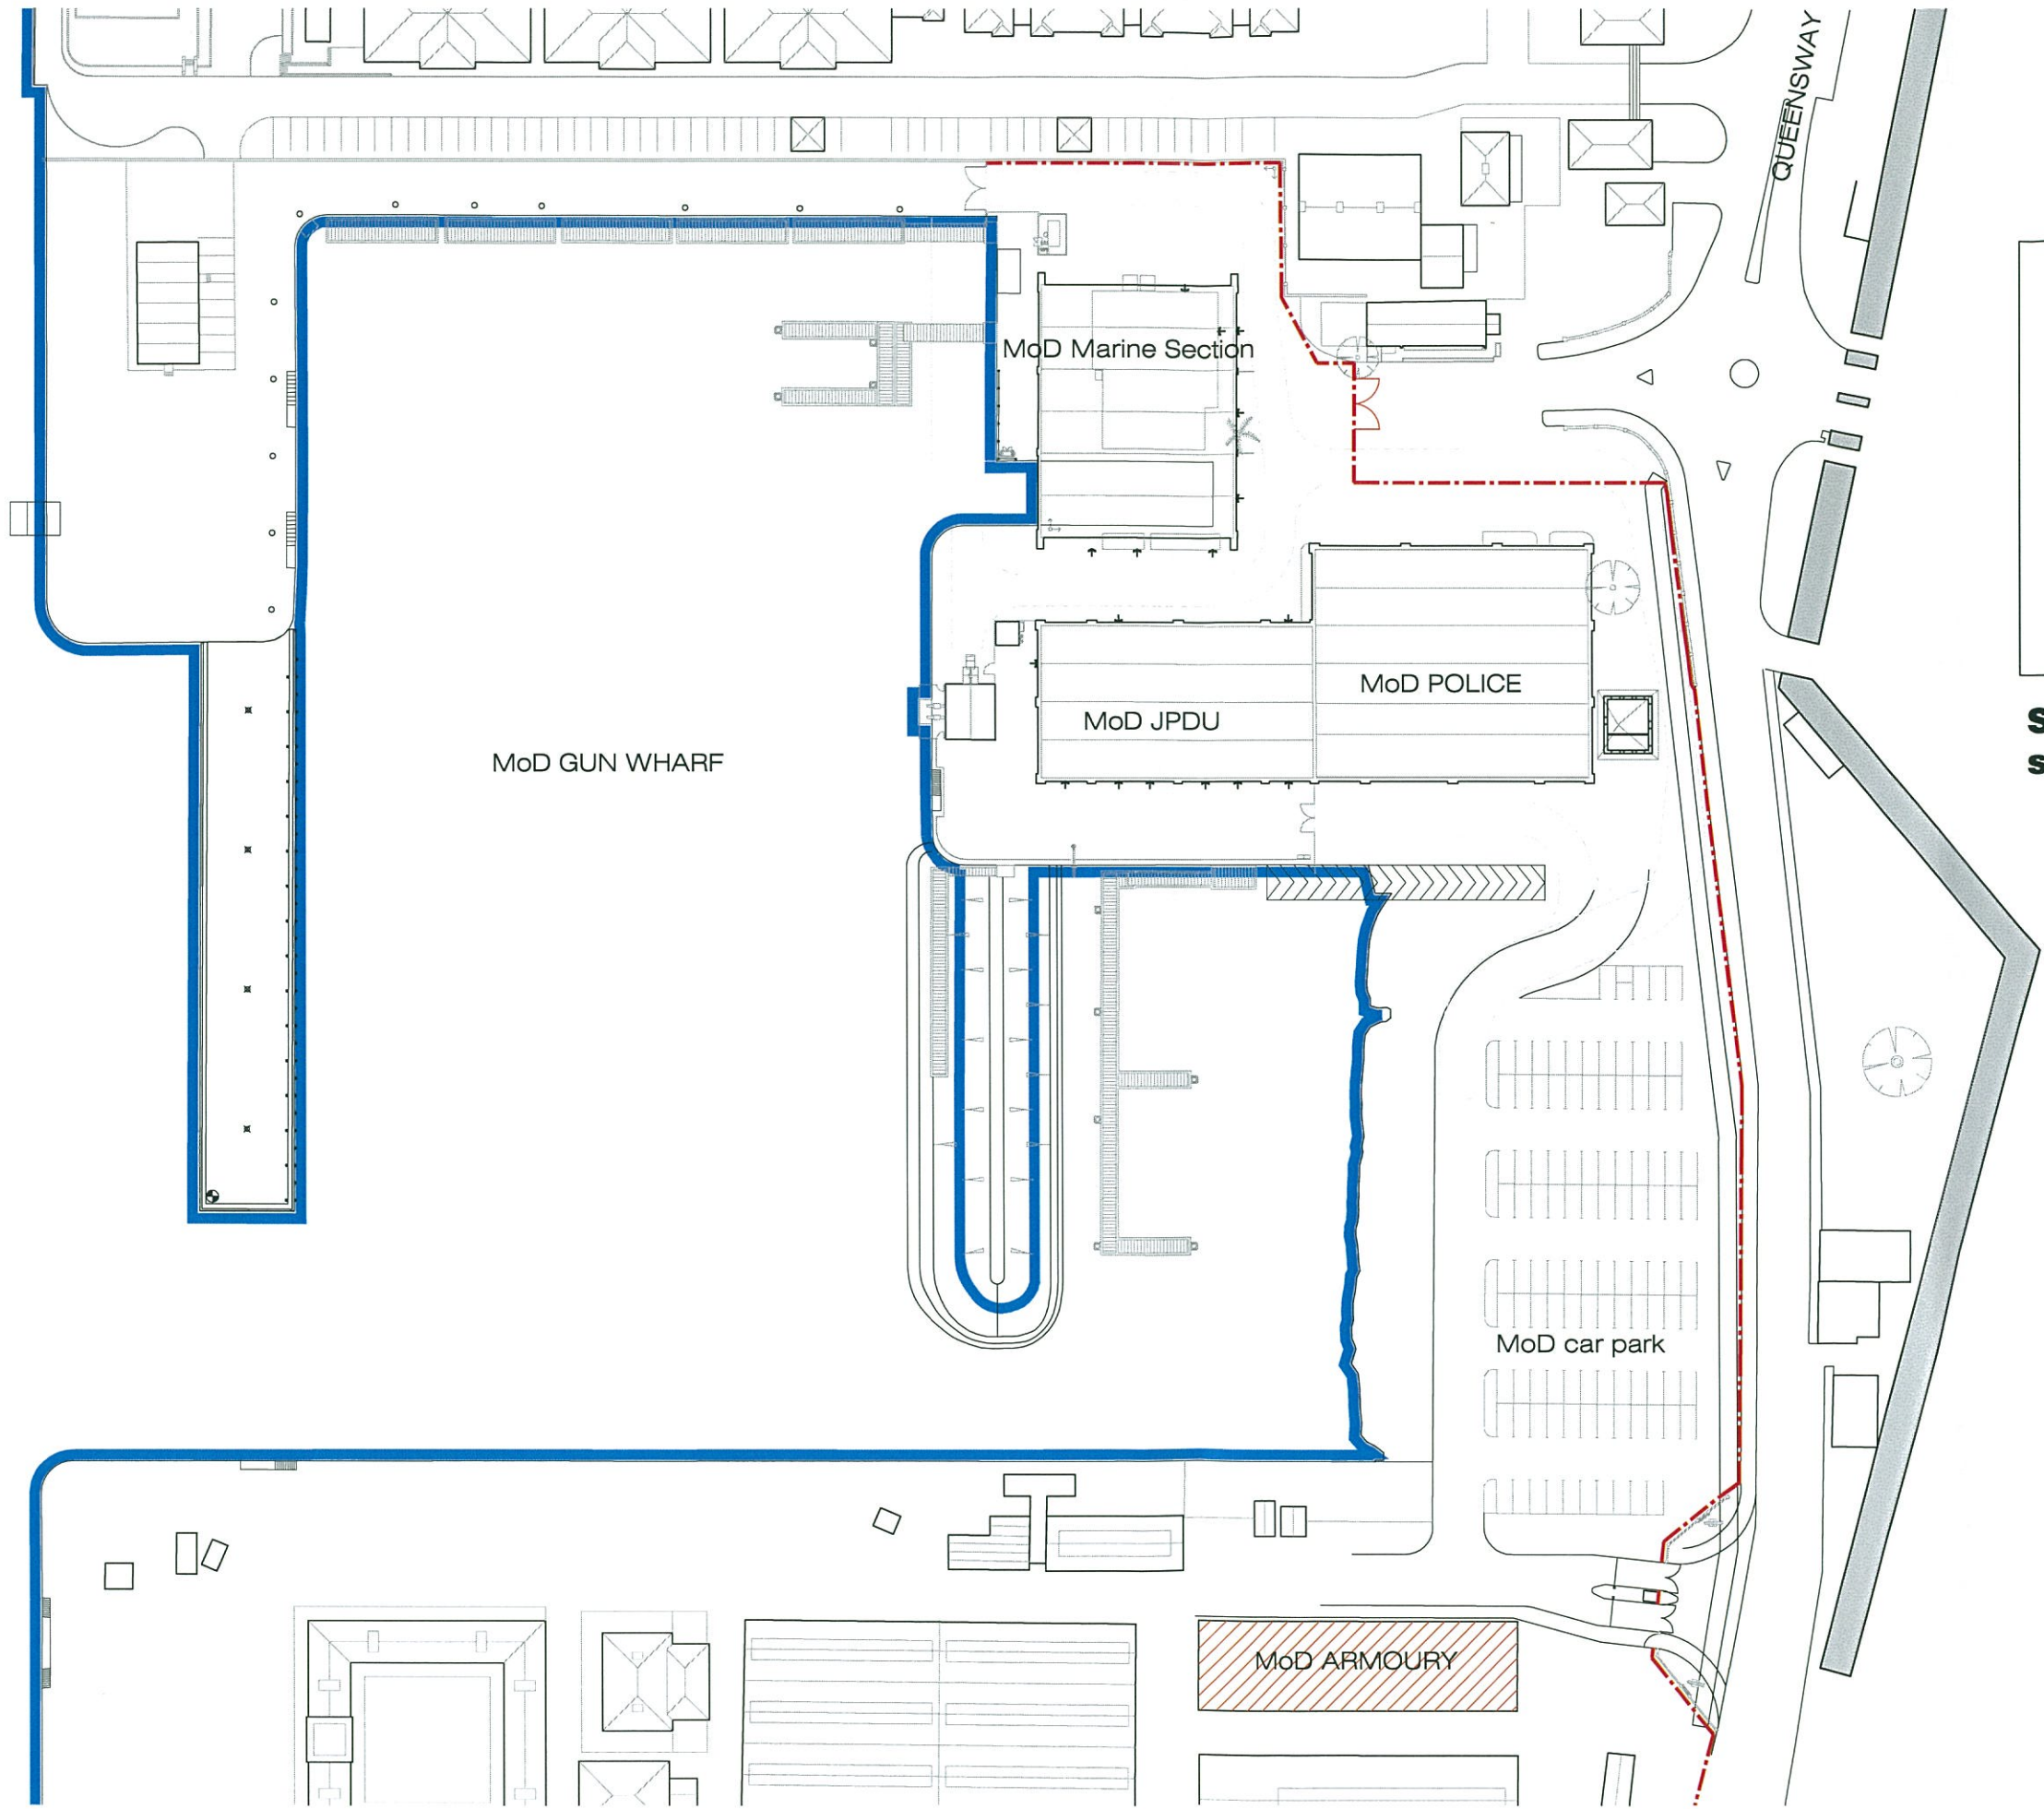 QUEENSWAY
MoD Marine Section
MoD POLICE
MoD JPDU
MoD GUN WHARF
MoD car park
MoD ARMOURY